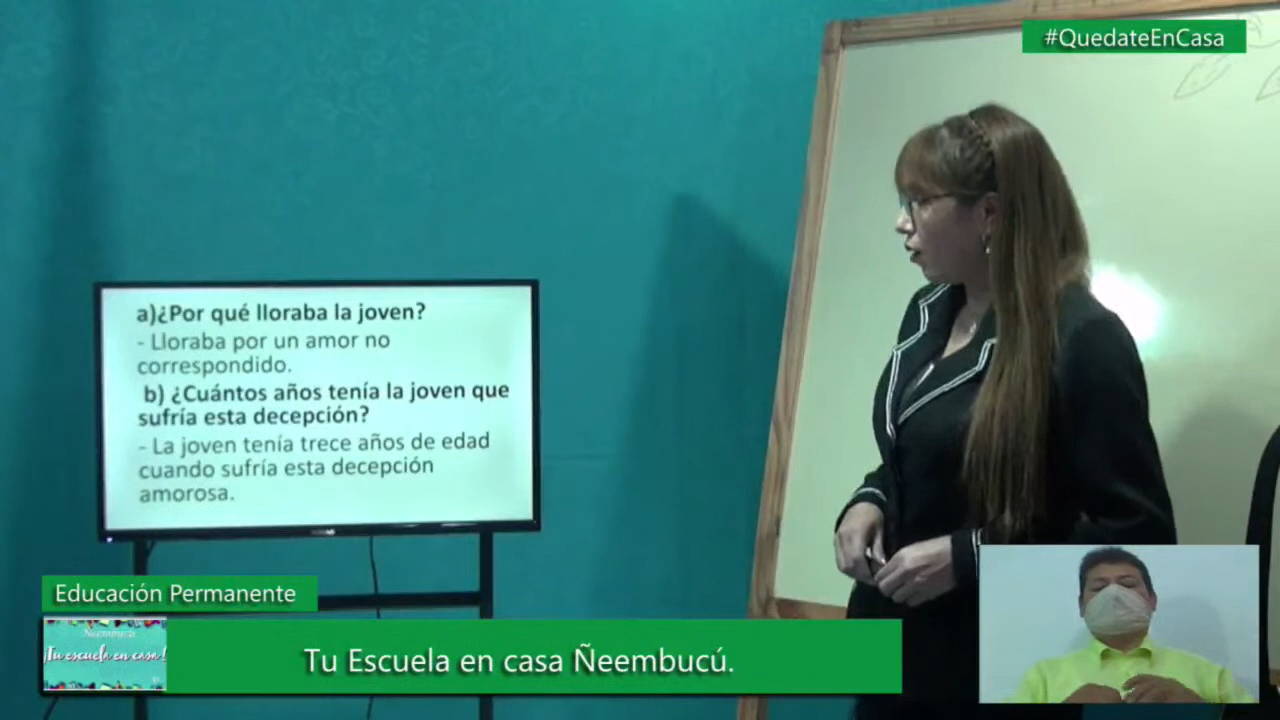 #QuedateEnCasa
a)¿Por qué lloraba la joven?
- Lloraba por un amor no
correspondido.
b) ¿Cuántos años tenía la joven que
sufría esta decepción?
- La joven tenía trece años de edad
cuando sufría esta decepción
amorosa.
Educación Permanente
Ñeembucú
¡Tu escuela en casa!
Tu Escuela en casa Ñeembucú.